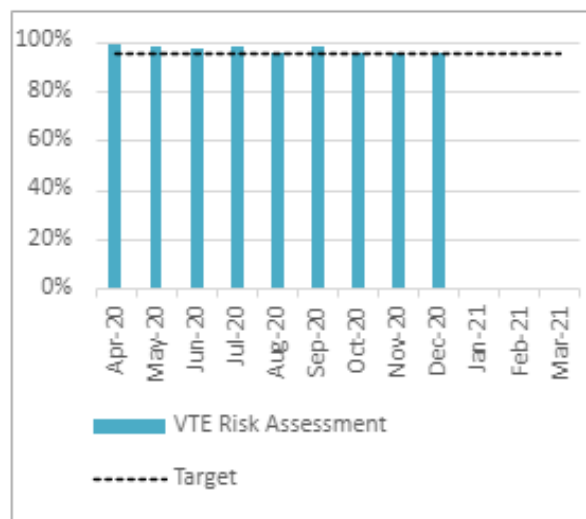 100%
80%
60%
40%
20%
0%
Apr-20
May-20
Jun-20
Jul-20
Aug-20
Sep-20
Oct-20
Nov-20
Dec-20
Jan-21
Feb-21
Mar-21
VTE Risk Assessment
Target